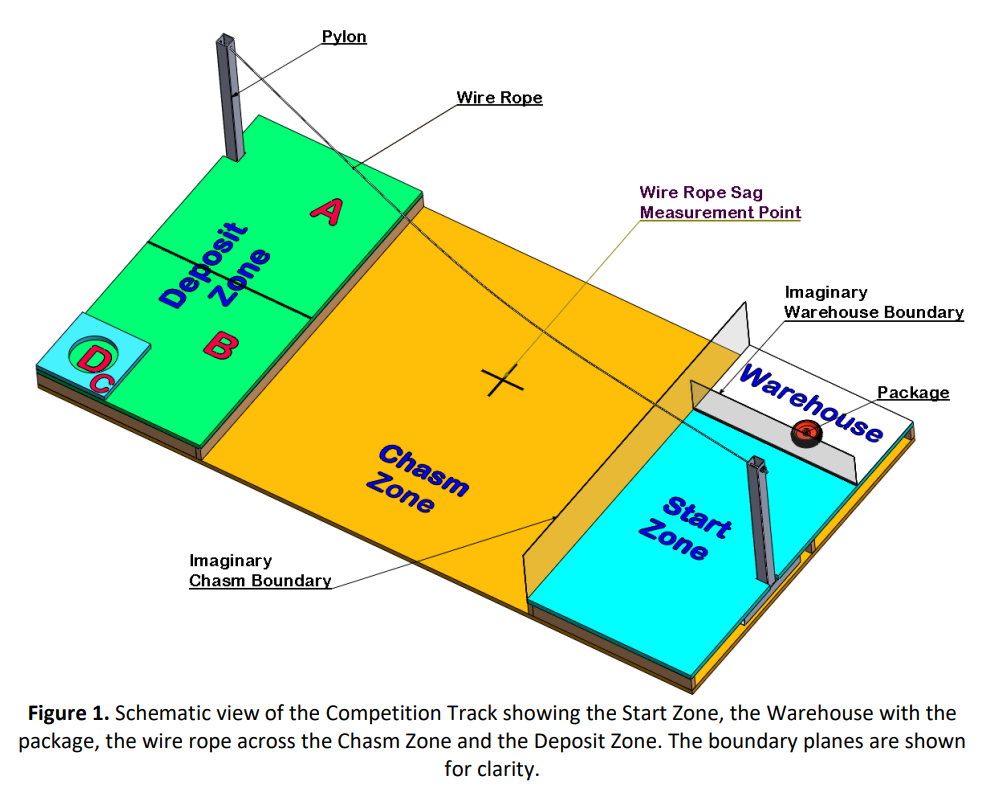 Pylon
Wire Rope
Wire Rope Sag
Measurement Point
A
Deposit
Zone
Imaginary
Warehouse Boundary
B
D
C
Warehouse
Package
Chasm
Zone
Start
Zone
Imaginary
Chasm Boundary
Figure 1. Schematic view of the Competition Track showing the Start Zone, the Warehouse with the
package, the wire rope across the Chasm Zone and the Deposit Zone. The boundary planes are shown
for clarity.